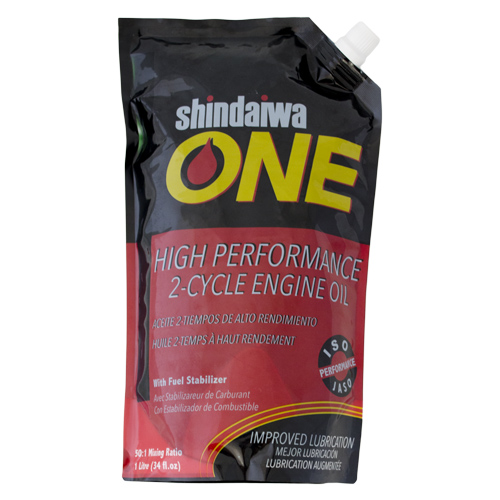 shindaiwa
ONE
HIGH PERFORMANCE
2-CYCLE ENGINE OIL
ACEITE 2-TIEMPOS DE ALTO RENDIMIENTO
HUILE 2-TEMPS À HAUT RENDEMENT
ISO
PERFORMANCE
JASO
With Fuel Stabilizer
Avec Stabilizareur de Carburant
Con Estabilizador de Combustible
50:1 Mixing Ratio
1 Litre (34 fl.oz)
IMPROVED LUBRICATION
MEJOR LUBRICACIÓN
LUBRICATION AUGMENTÉE